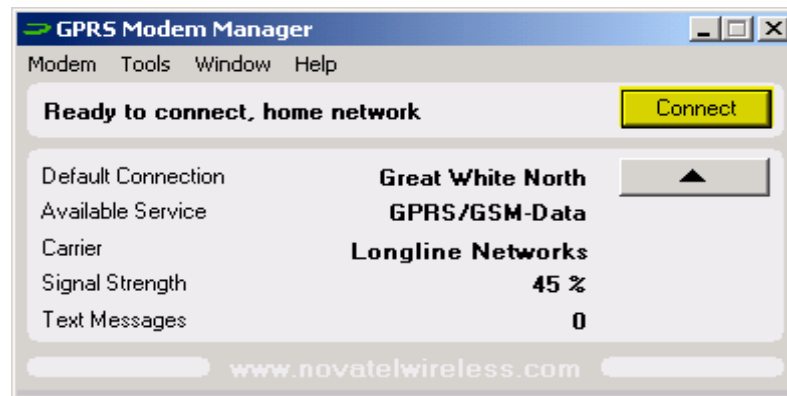 GPRS Modem Manager
Modem Tools Window Help
Ready to connect, home network Connect
Default Connection Great White North
Available Service GPRS/GSM-Data
Carrier Longline Networks
Signal Strength 45 %
Text Messages 0
www.novatelwireless.com